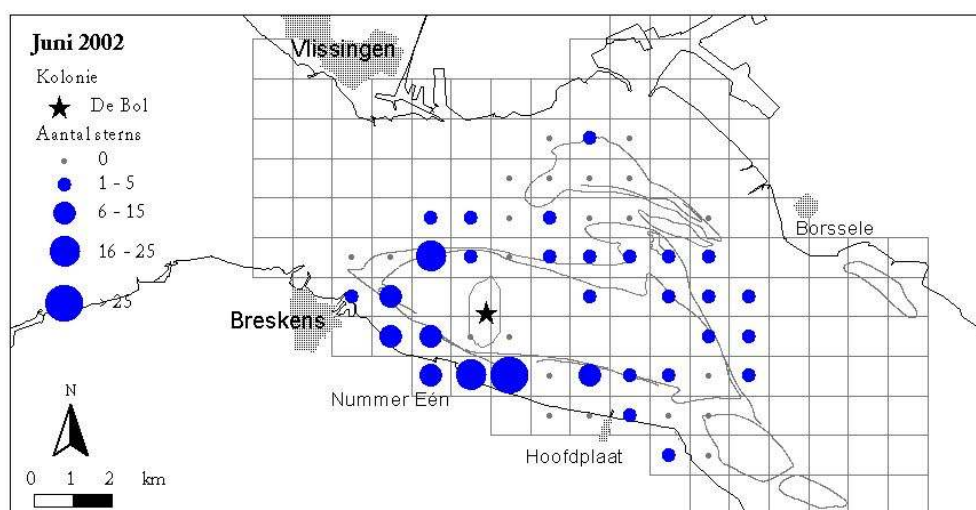 Juni 2002
Kolonie
De Bol
Aantal sterns
0
1 - 5
6 - 15
16 - 25
> 25
Vlissingen
Borssele
Breskens
Nummer Eén
Hoofdplaat
N
0 1 2 km